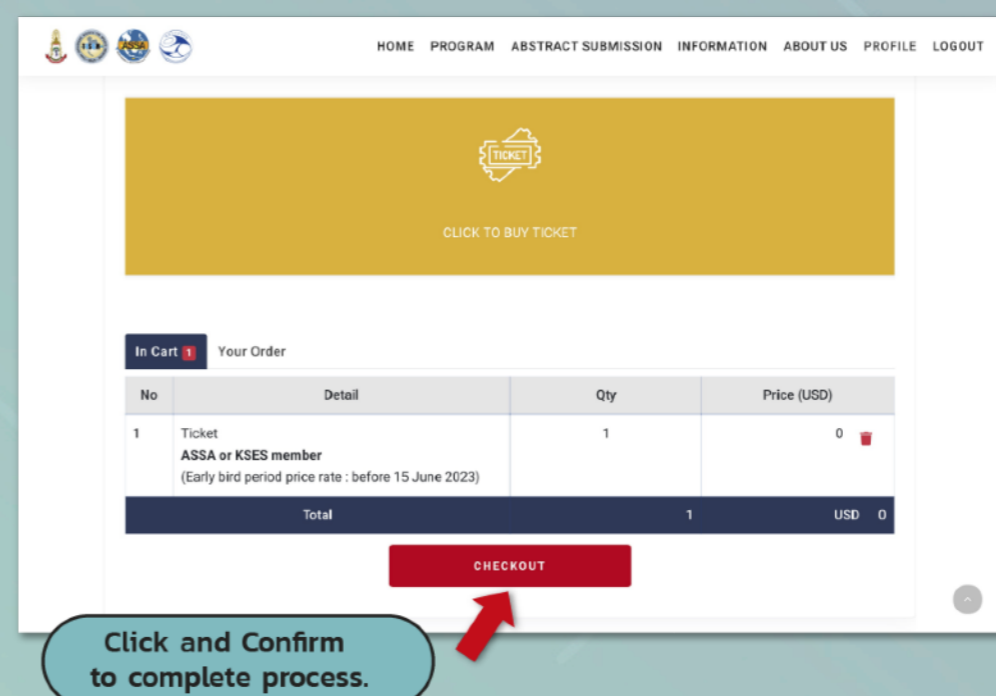 ASSA
HOME PROGRAM ABSTRACT SUBMISSION INFORMATION ABOUT US PROFILE LOGOUT
TICKET
CLICK TO BUY TICKET
In Cart 1 Your Order
No Detail Qty Price (USD)
1 Ticket 1 0
ASSA or KSES member
(Early bird period price rate : before 15 June 2023)
Total 1 USD 0
CHECKOUT
Click and Confirm
to complete process.